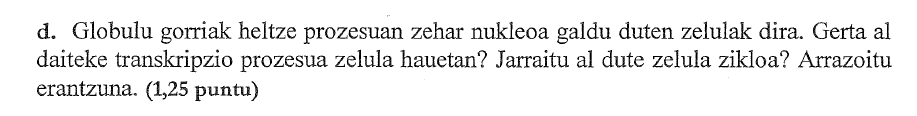 d. Globulu gorriak heltze prozesuan zehar nukleoa galdu duten zelulak dira. Gerta al
daiteke transkripzio prozesua zelula hauetan? Jarraitu al dute zelula zikloa? Arrazoitu
erantzuna. (1,25 puntu)